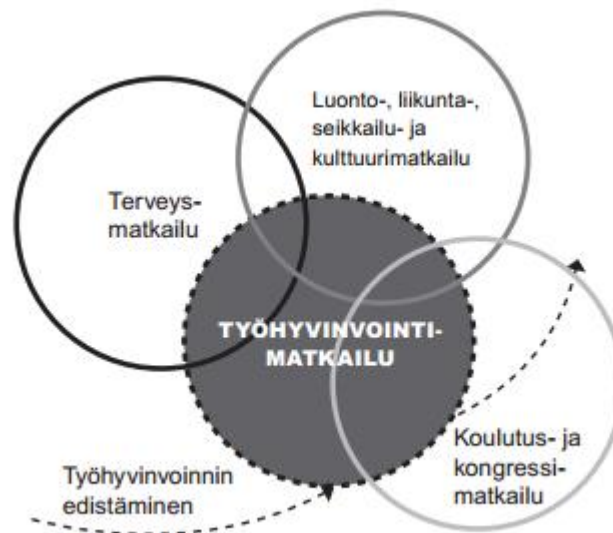 Luonto-, liikunta-,
seikkailu- ja
kulttuurimatkailu
Terveys-
matkailu
TYÖHYVINVOINTI-
MATKAILU
Koulutus- ja
kongressi-
matkailu
Työhyvinvoinnin
edistäminen